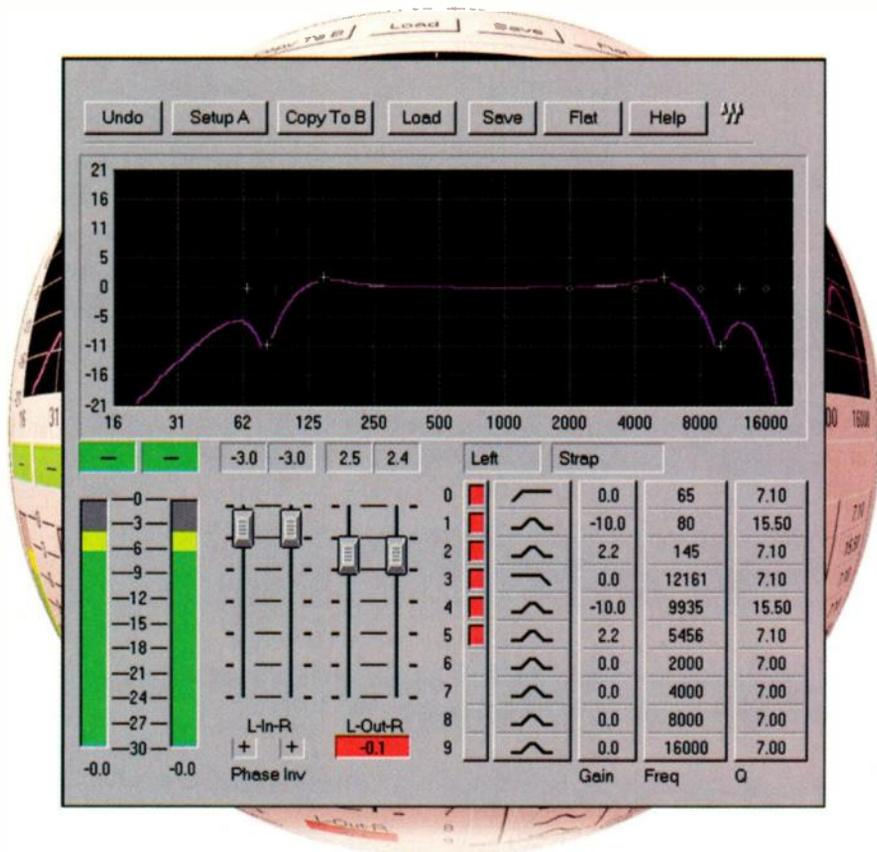 Load Save
Undo Setup A Copy To B Load Save Flat Help
21
16
11
5
0
-5
-11
-16
-21
16 31 62 125 250 500 1000 2000 4000 8000 16000
-3.0 -3.0 2.5 2.4 Left Strap
0 0.0 65 7.10
1 -10.0 80 15.50
2 2.2 145 7.10
3 0.0 12161 7.10
4 -10.0 9935 15.50
5 2.2 5456 7.10
6 0.0 2000 7.00
7 0.0 4000 7.00
8 0.0 8000 7.00
9 0.0 16000 7.00
Gain Freq Q
0
-3
-6
-9
-12
-15
-18
-21
-24
-27
-30
-0.0 -0.0
L-In-R L-Out-R
+ + -0.1
Phase Inv
L-Out-R